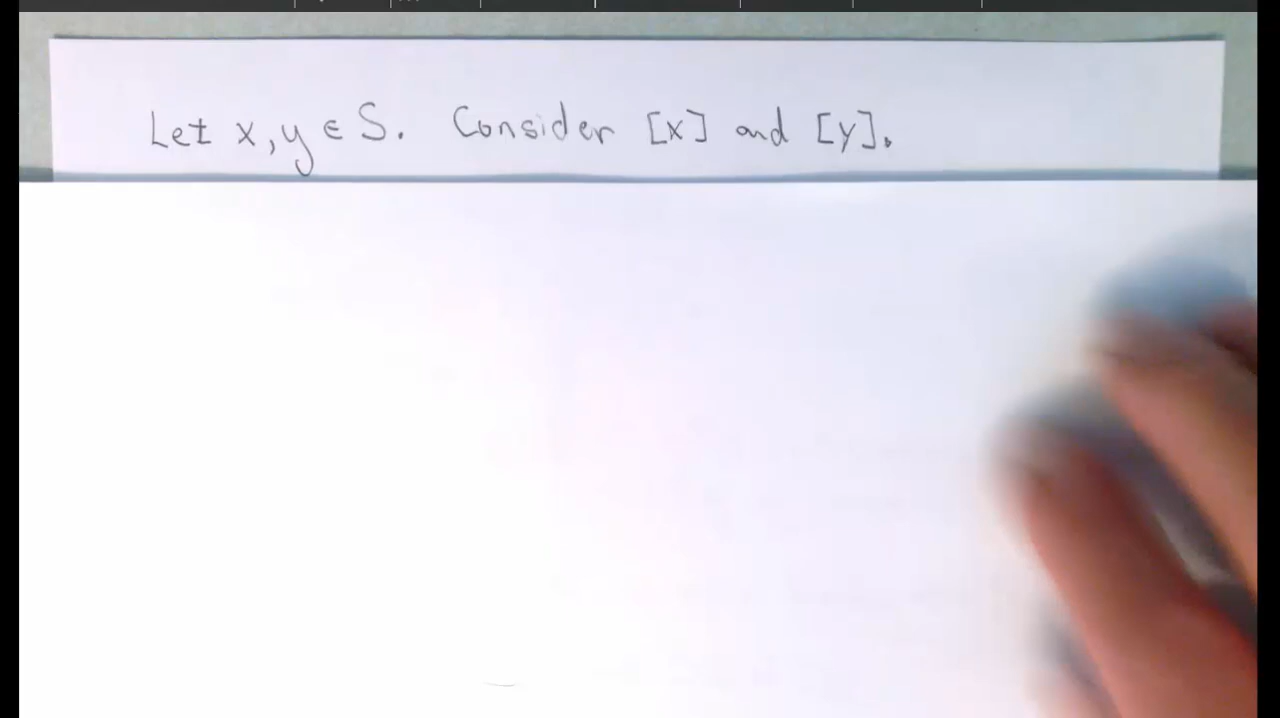 Let x, y ∈ S. Consider [x] and [y].